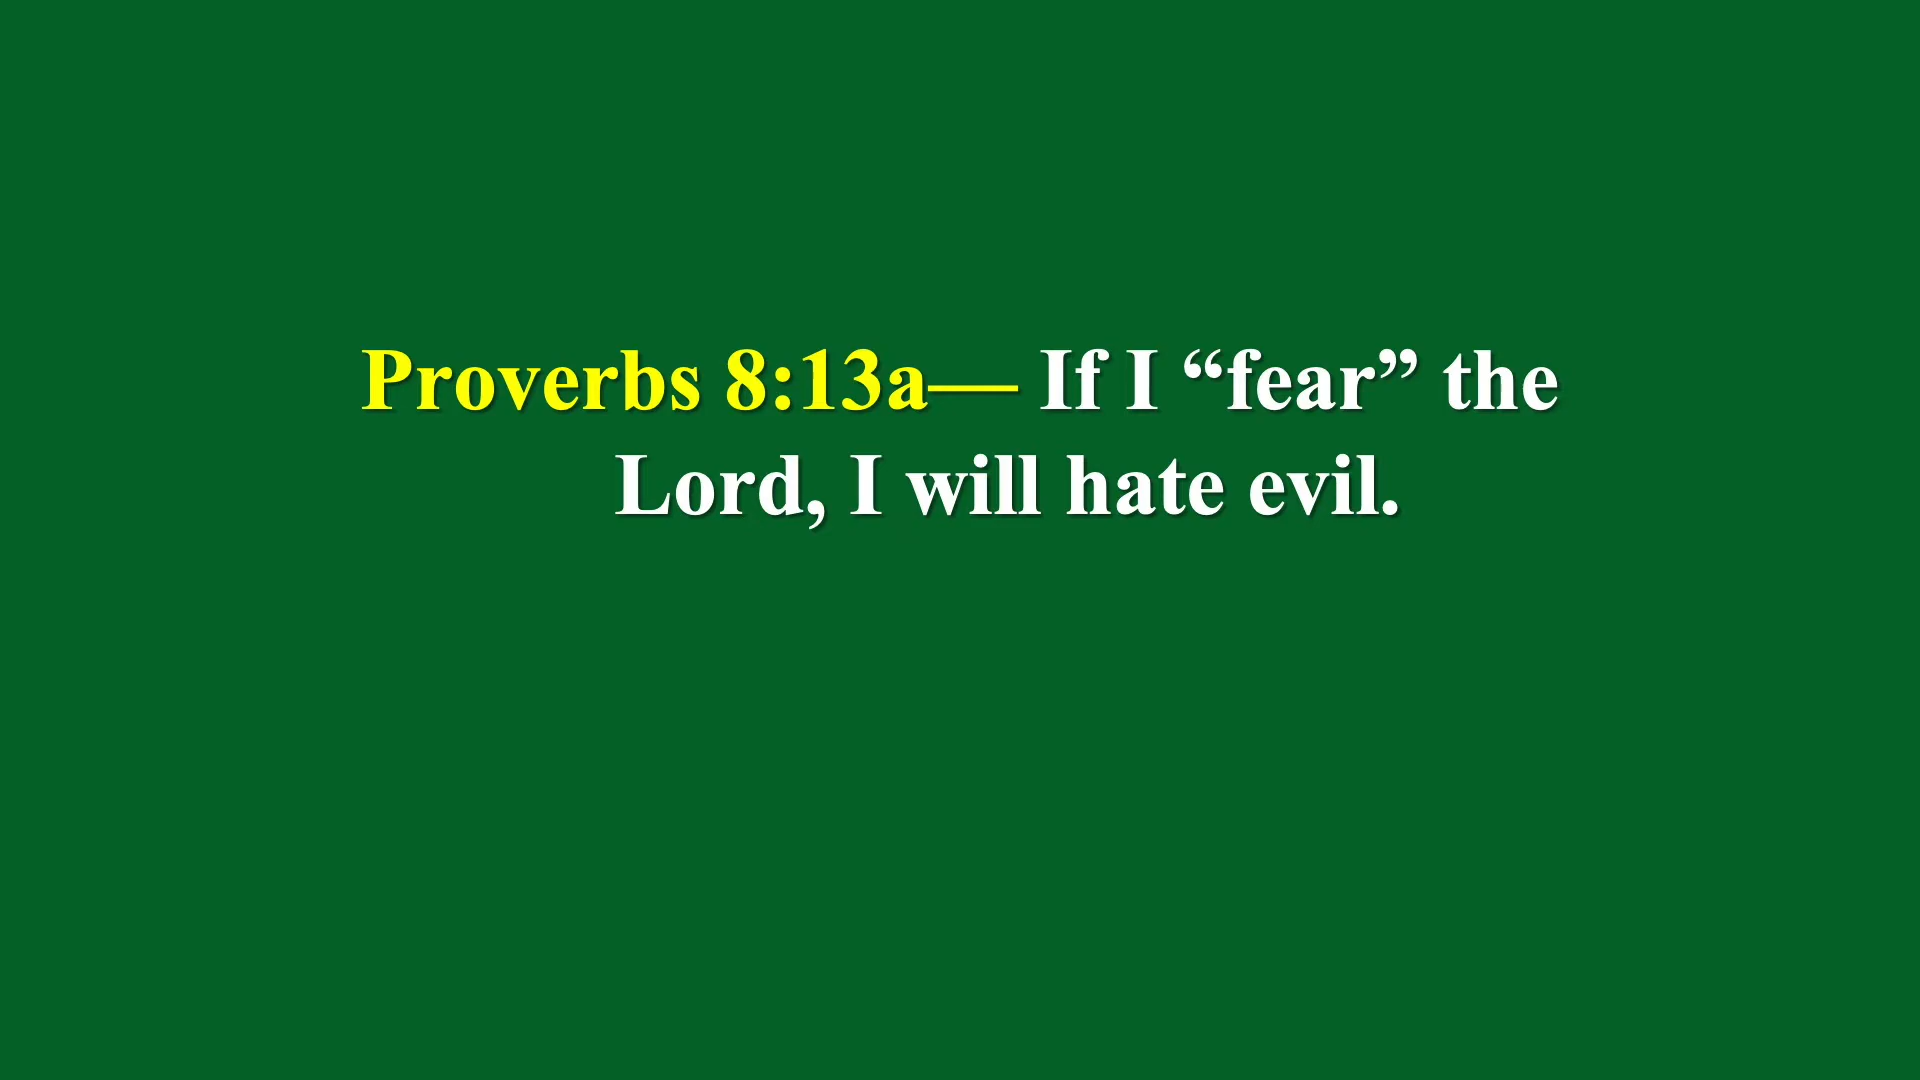 Proverbs 8:13a— If I “fear” the
Lord, I will hate evil.